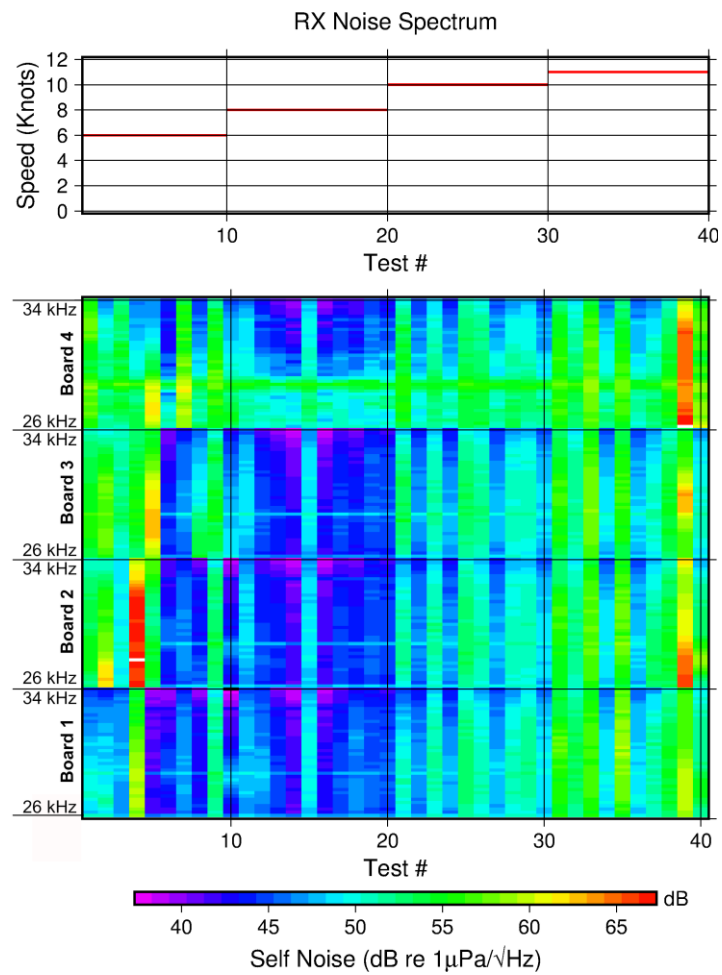 RX Noise Spectrum
12
10
8
6
4
2
0
Speed (Knots)
10
20
30
40
Test #
34 kHz
Board 4
26 kHz
34 kHz
Board 3
26 kHz
34 kHz
Board 2
26 kHz
34 kHz
Board 1
26 kHz
10
20
30
40
Test #
dB
40
45
50
55
60
65
Self Noise (dB re 1μPa/√Hz)